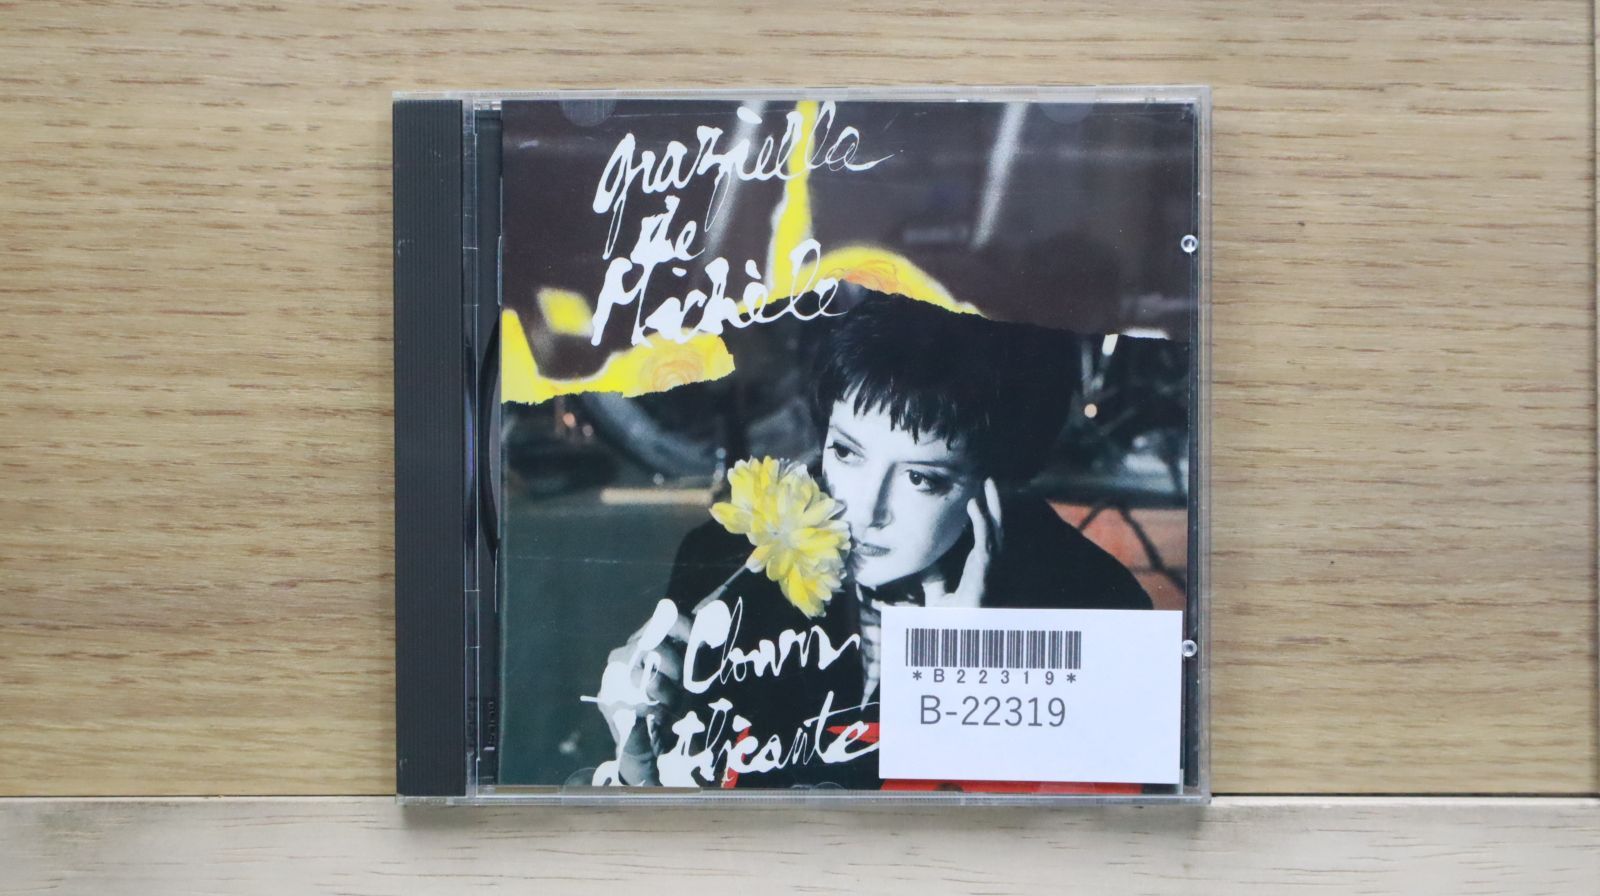 graziella
de
Michèle
le Clown
d'Alicante
*B22319*
B-22319